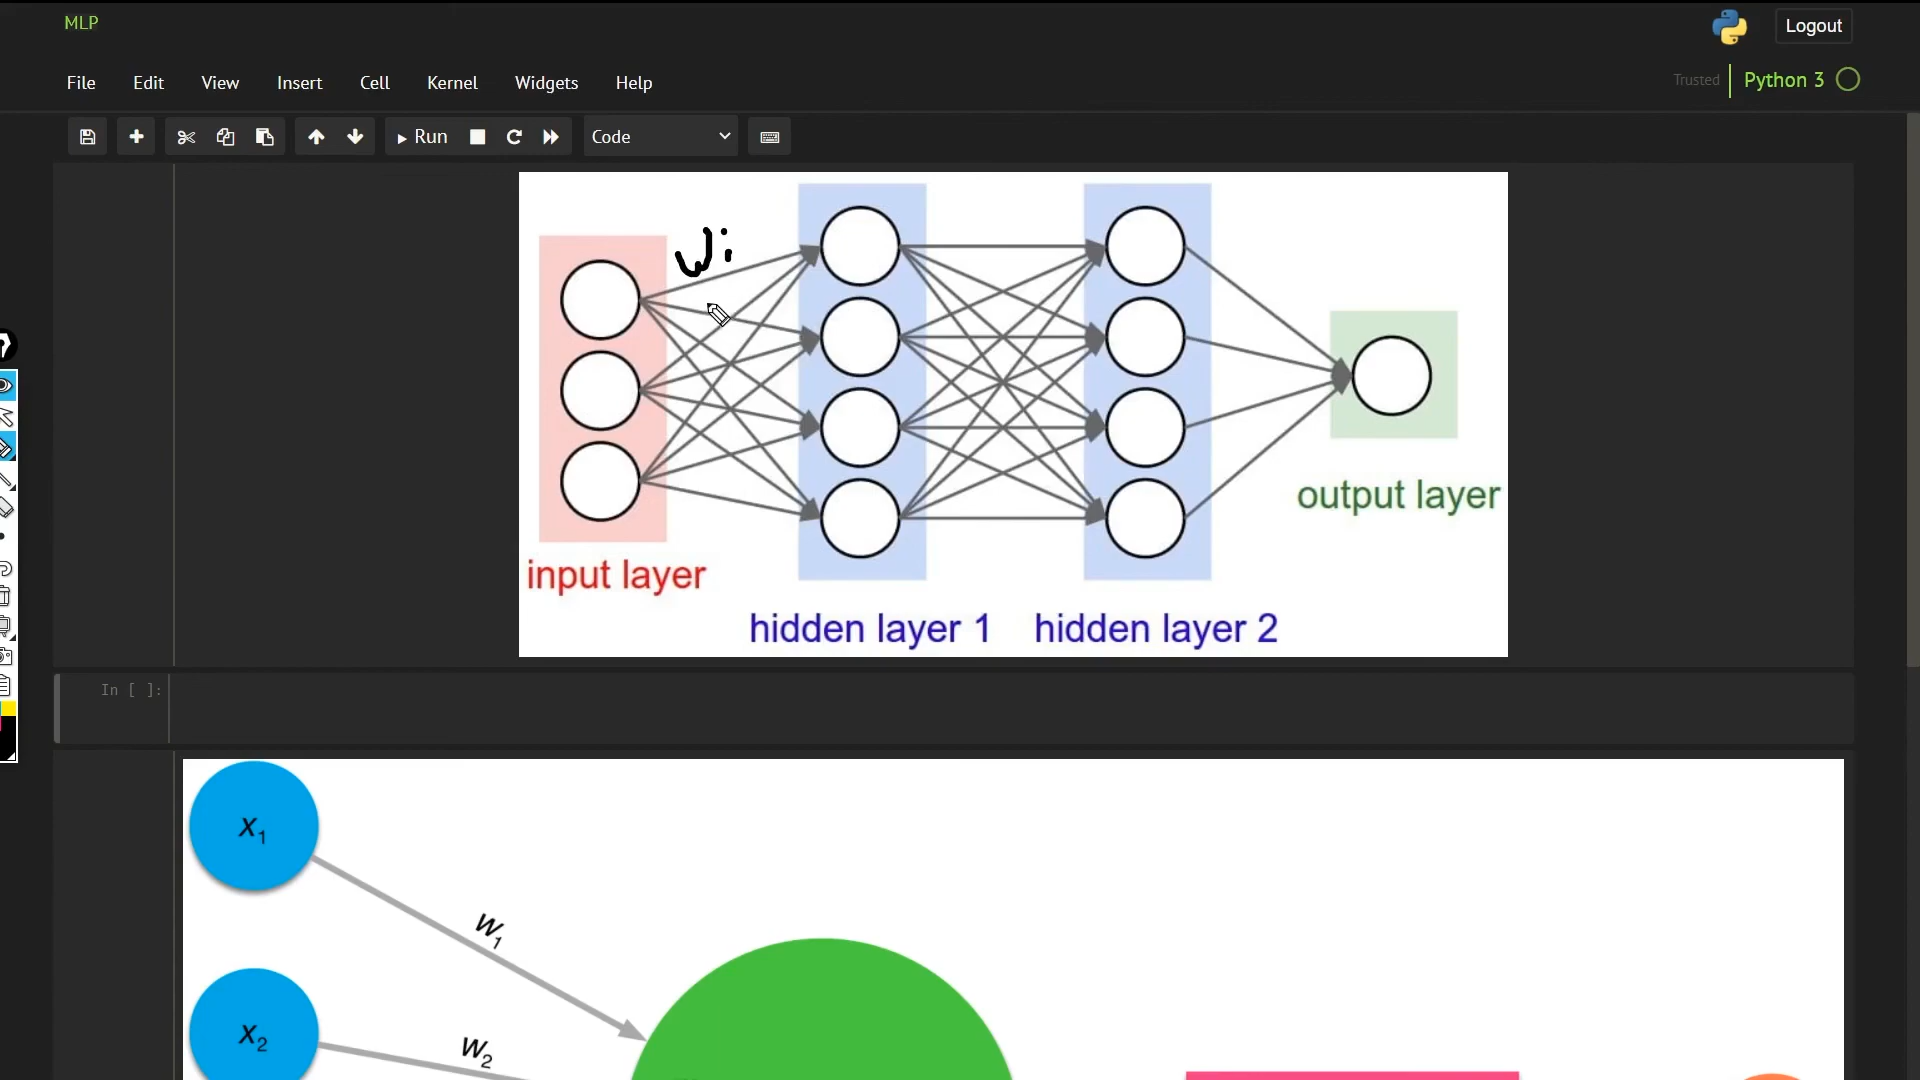 MLP
Logout
File Edit View Insert Cell Kernel Widgets Help
Trusted Python 3
Run Code
wi
input layer
hidden layer 1
hidden layer 2
output layer
In [ ]:
x1
w1
x2
w2